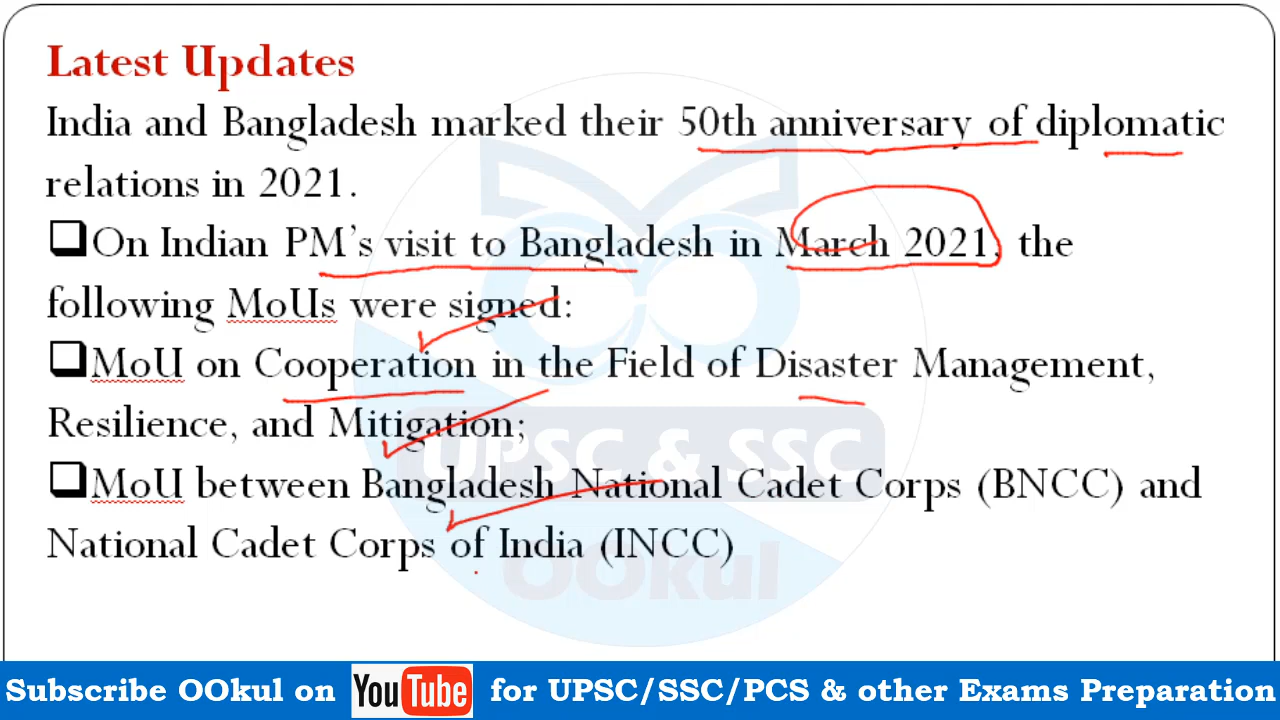 Latest Updates
India and Bangladesh marked their 50th anniversary of diplomatic
relations in 2021.
❑On Indian PM's visit to Bangladesh in March 2021, the
following MoUs were signed:
❑MoU on Cooperation in the Field of Disaster Management,
Resilience, and Mitigation;
❑MoU between Bangladesh National Cadet Corps (BNCC) and
National Cadet Corps of India (INCC)
UPSC & SSC
OOkul
Subscribe OOkul on YouTube for UPSC/SSC/PCS & other Exams Preparation